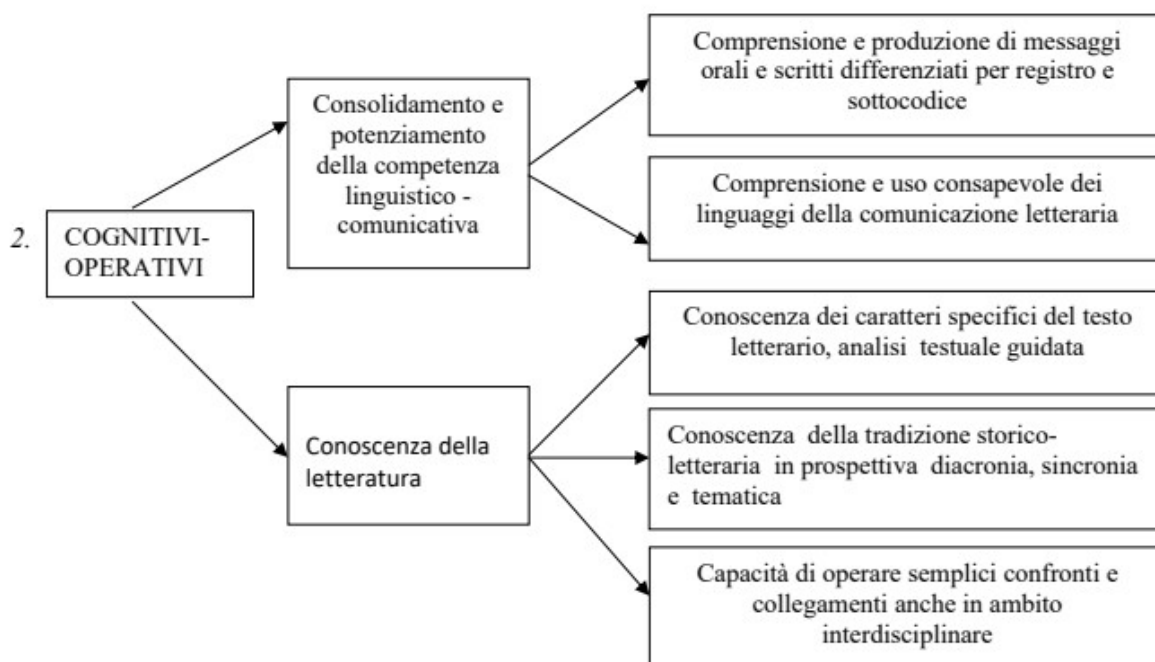 2.
COGNITIVI-
OPERATIVI
Consolidamento e
potenziamento
della competenza
linguistico -
comunicativa
Comprensione e produzione di messaggi
orali e scritti differenziati per registro e
sottocodice
Comprensione e uso consapevole dei
linguaggi della comunicazione letteraria
Conoscenza della
letteratura
Conoscenza dei caratteri specifici del testo
letterario, analisi testuale guidata
Conoscenza della tradizione storico-
letteraria in prospettiva diacronia, sincronia
e tematica
Capacità di operare semplici confronti e
collegamenti anche in ambito
interdisciplinare